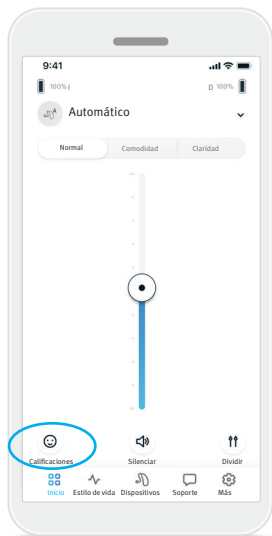 9:41
100% I
D 100%
A
Automático
Normal Comodidad Claridad
Calificaciones Silenciar Dividir
Inicio Estilo de vida Dispositivos Soporte Más